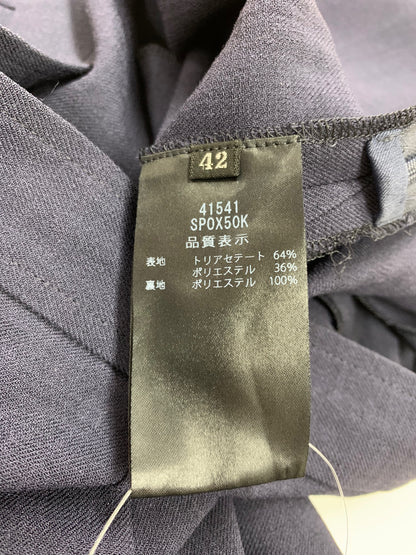 42
41541
SPOX50K
品質表示
表地 トリアセテート 64%
ポリエステル 36%
裏地 ポリエステル 100%